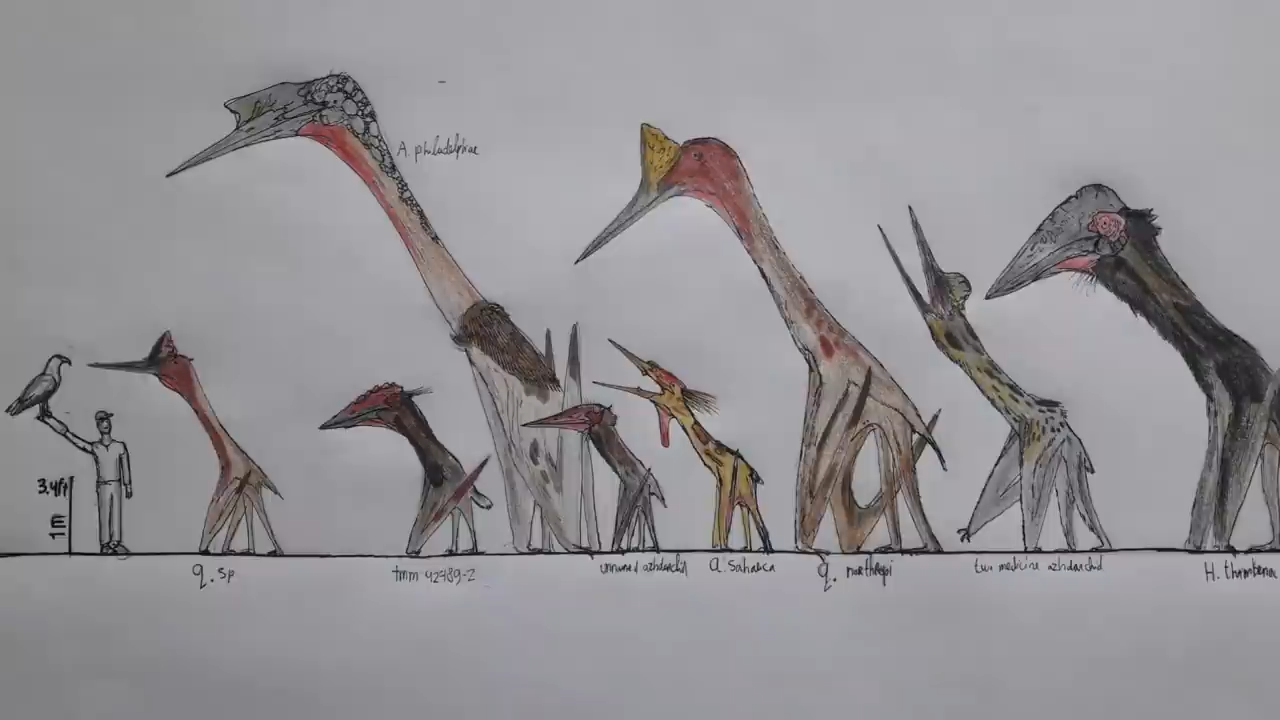 A. philadelphiae
3.4ft
1m
q. sp
tmm 42489-2
unnamed azhdarchid
a. Saharica
q. northropi
two medicine azhdarchid
H. thambema